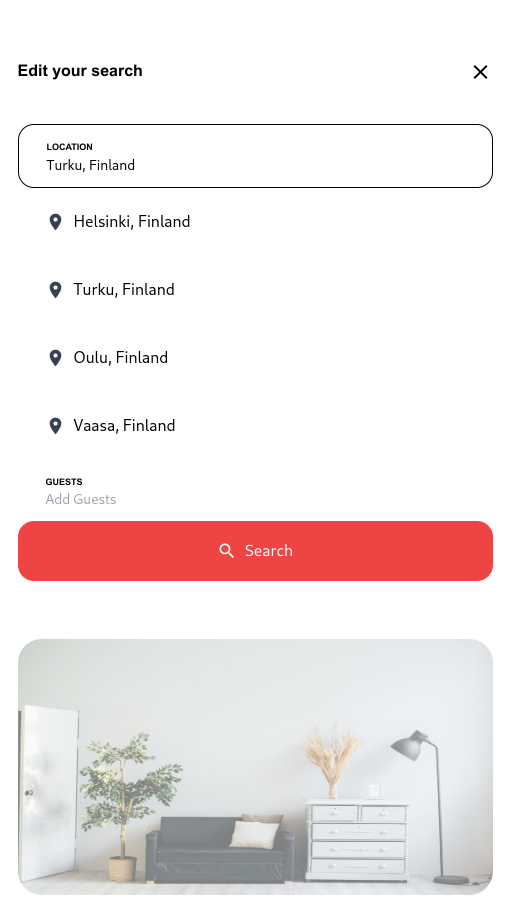 Edit your search
LOCATION
Turku, Finland
Helsinki, Finland
Turku, Finland
Oulu, Finland
Vaasa, Finland
GUESTS
Add Guests
Search